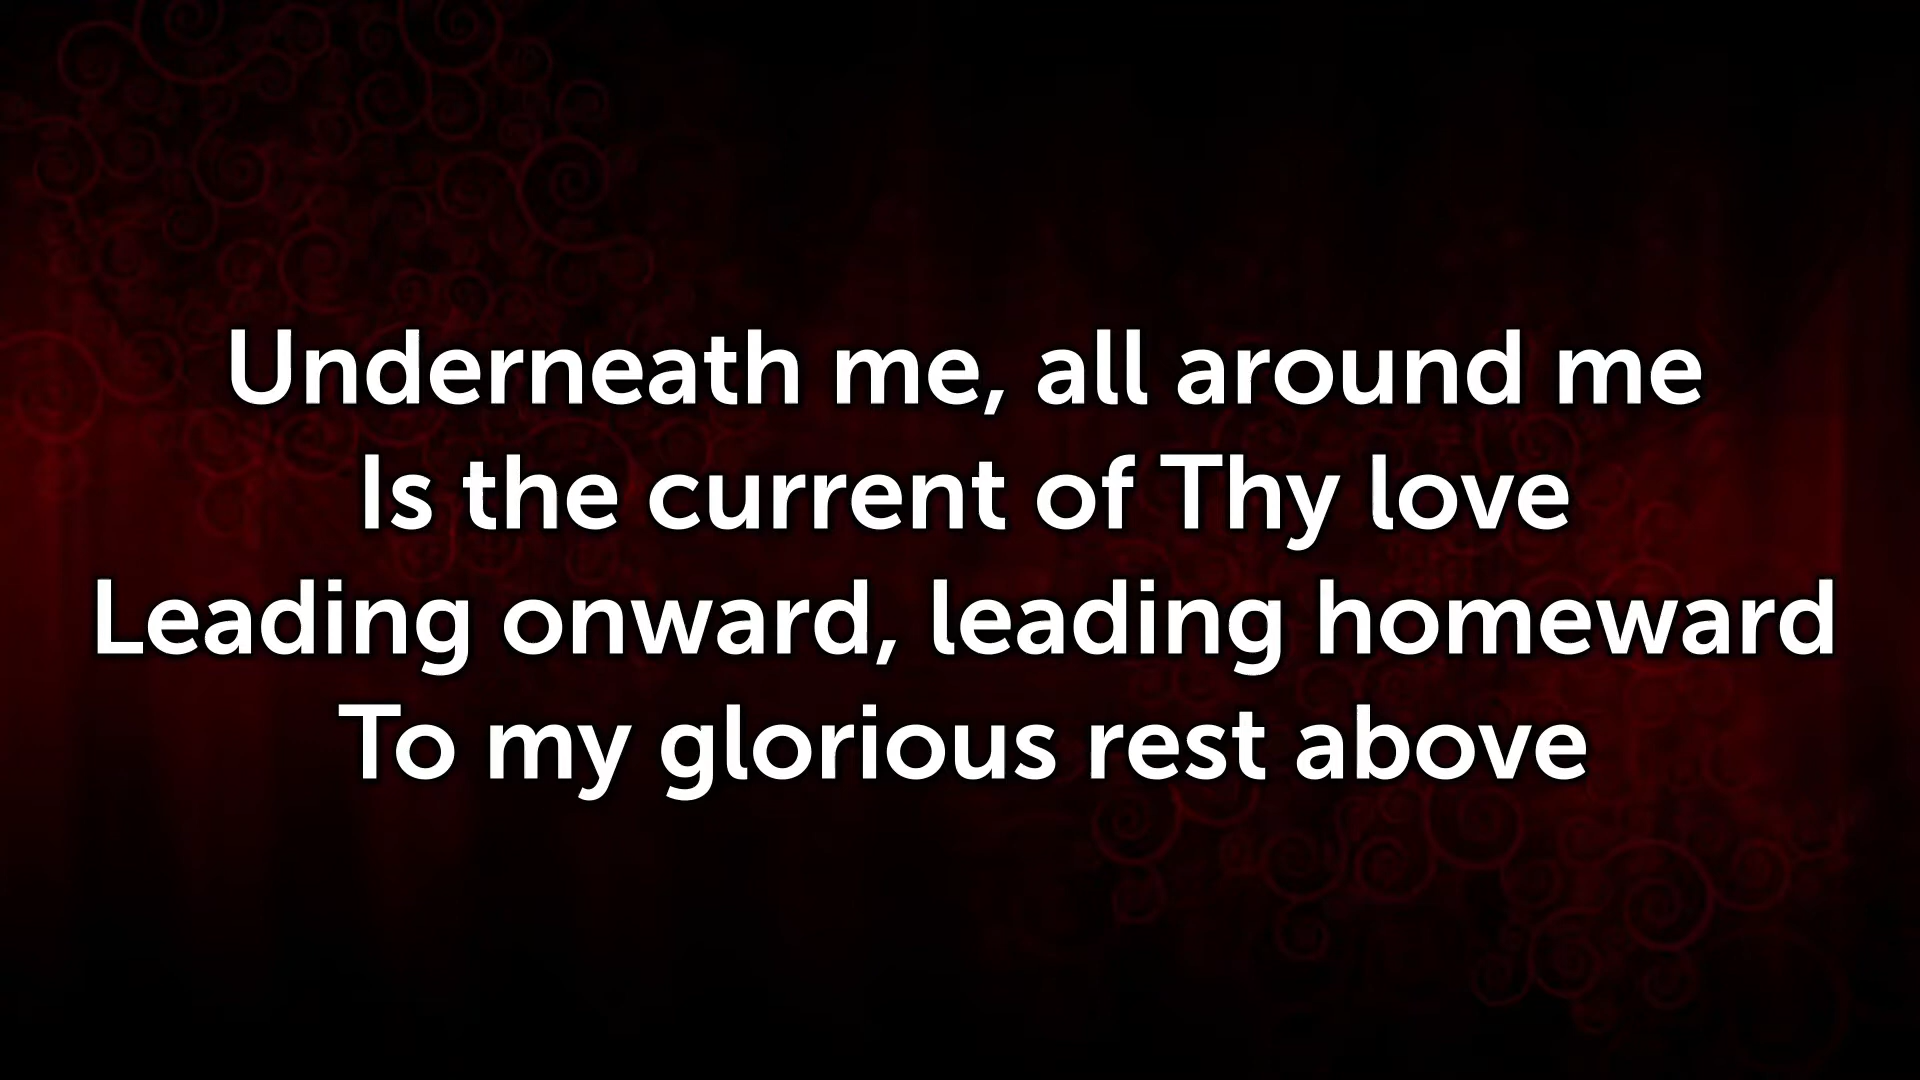 Underneath me, all around me
Is the current of Thy love
Leading onward, leading homeward
To my glorious rest above